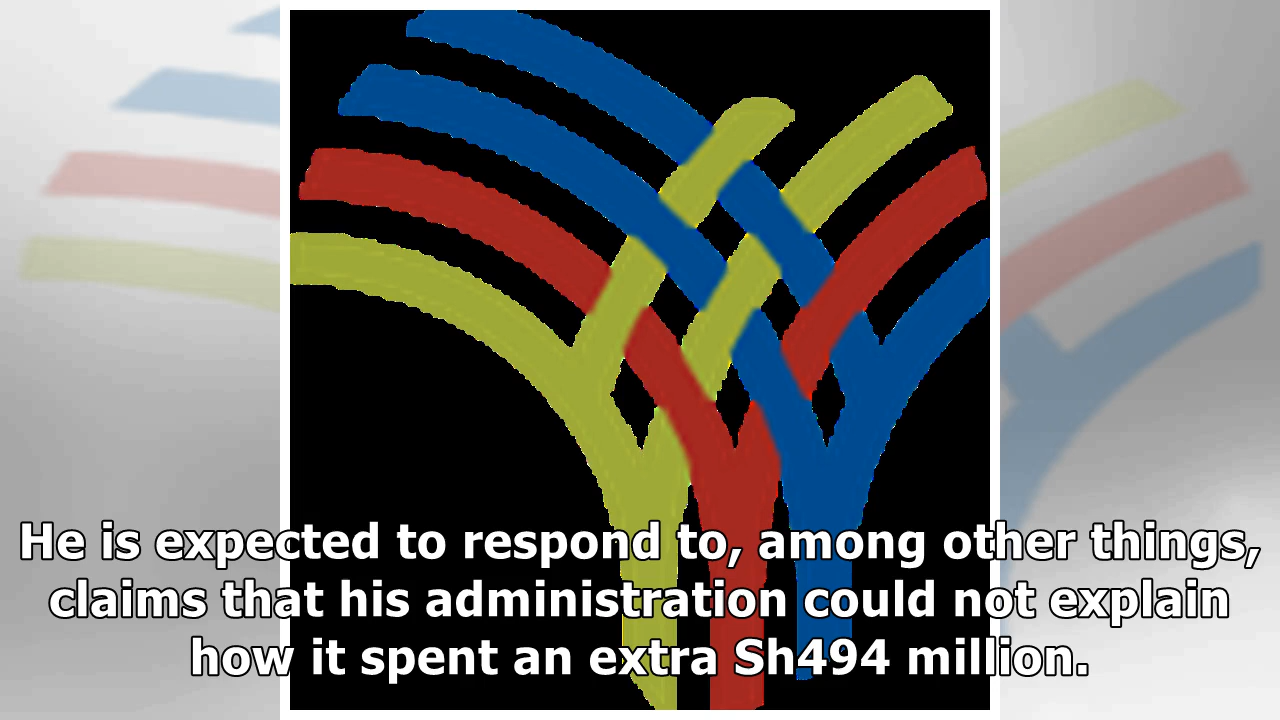 He is expected to respond to, among other things,
claims that his administration could not explain
how it spent an extra Sh494 million.